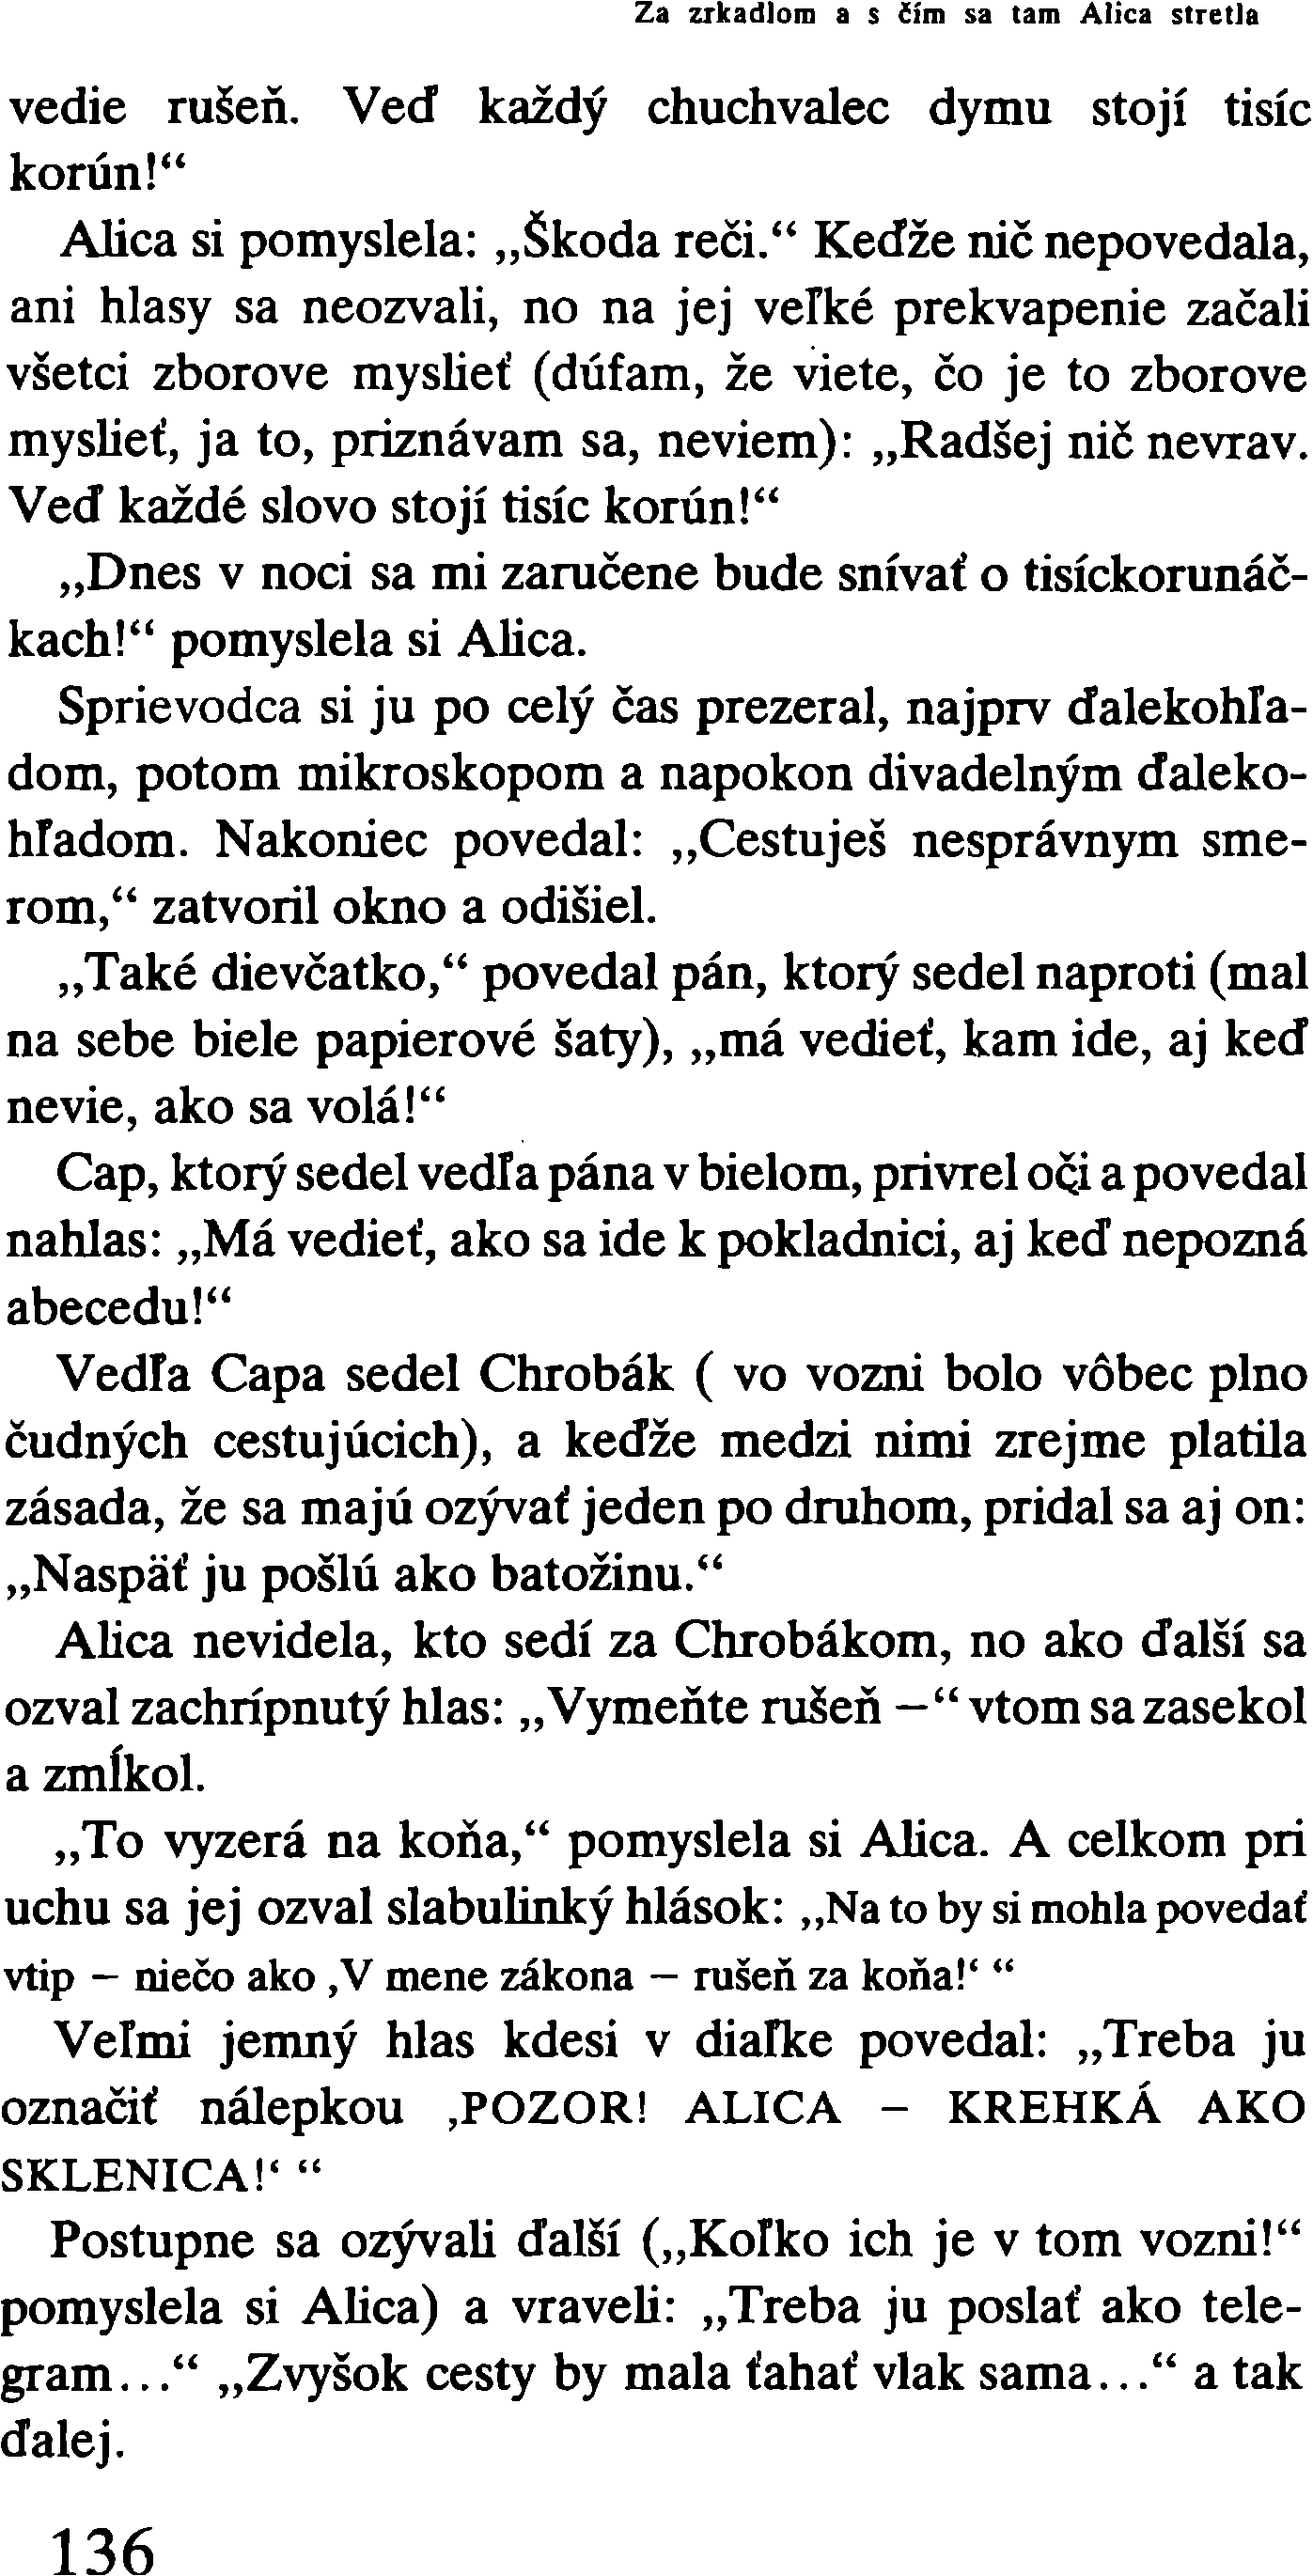 Za zrkadlom a s čím sa tam Alica stretla
vedie rušeň. Veď každý chuchvalec dymu stojí tisíc
korún!“
Alica si pomyslela: „Škoda reči.“ Keďže nič nepovedala,
ani hlasy sa neozvali, no na jej veľké prekvapenie začali
všetci zborove myslieť (dúfam, že viete, čo je to zborove
myslieť, ja to, priznávam sa, neviem): „Radšej nič nevrav.
Veď každé slovo stojí tisíc korún!“
„Dnes v noci sa mi zaručene bude snívať o tisíckorunáč-
kach!“ pomyslela si Alica.
Sprievodca si ju po celý čas prezeral, najprv ďalekohľa-
dom, potom mikroskopom a napokon divadelným ďaleko-
hľadom. Nakoniec povedal: „Cestuješ nesprávnym sme-
rom,“ zatvoril okno a odišiel.
„Také dievčatko,“ povedal pán, ktorý sedel naproti (mal
na sebe biele papierové šaty), „má vedieť, kam ide, aj keď
nevie, ako sa volá!“
Cap, ktorý sedel vedľa pána v bielom, privrel oči a povedal
nahlas: „Má vedieť, ako sa ide k pokladnici, aj keď nepozná
abecedu!“
Vedľa Capa sedel Chrobák ( vo vozni bolo vôbec plno
čudných cestujúcich), a keďže medzi nimi zrejme platila
zásada, že sa majú ozývať jeden po druhom, pridal sa aj on:
„Naspäť ju pošlú ako batožinu.“
Alica nevidela, kto sedí za Chrobákom, no ako ďalší sa
ozval zachrípnutý hlas: „Vymeňte rušeň –“ vtom sa zasekol
a zmĺkol.
„To vyzerá na koňa,“ pomyslela si Alica. A celkom pri
uchu sa jej ozval slabulinký hlások: „Na to by si mohla povedať
vtip – niečo ako ‚V mene zákona – rušeň za koňa!‘ “
Veľmi jemný hlas kdesi v diaľke povedal: „Treba ju
označiť nálepkou ‚POZOR! ALICA – KREHKÁ AKO
SKLENICA!‘ “
Postupne sa ozývali ďalší („Koľko ich je v tom vozni!“
pomyslela si Alica) a vraveli: „Treba ju poslať ako tele-
gram...“ „Zvyšok cesty by mala ťahať vlak sama...“ a tak
ďalej.
136